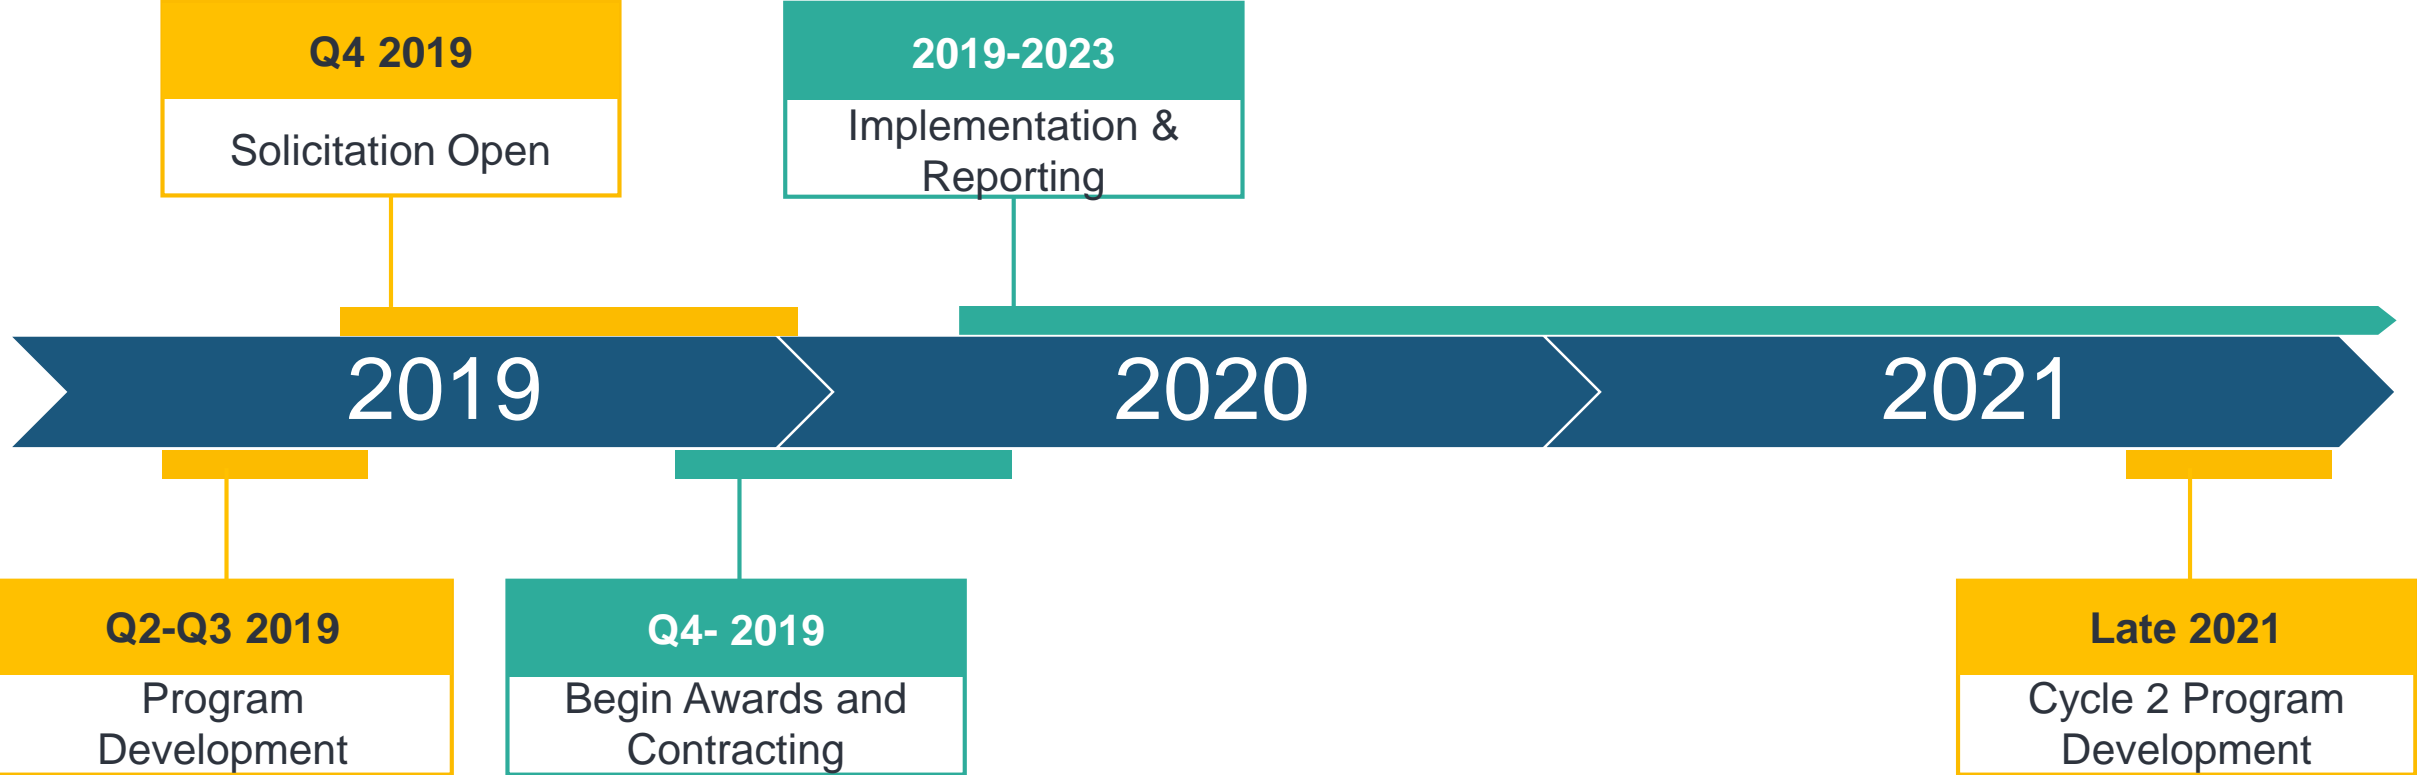 Q4 2019
Solicitation Open
2019-2023
Implementation &
Reporting
2019
2020
2021
Q2-Q3 2019
Program
Development
Q4- 2019
Begin Awards and
Contracting
Late 2021
Cycle 2 Program
Development